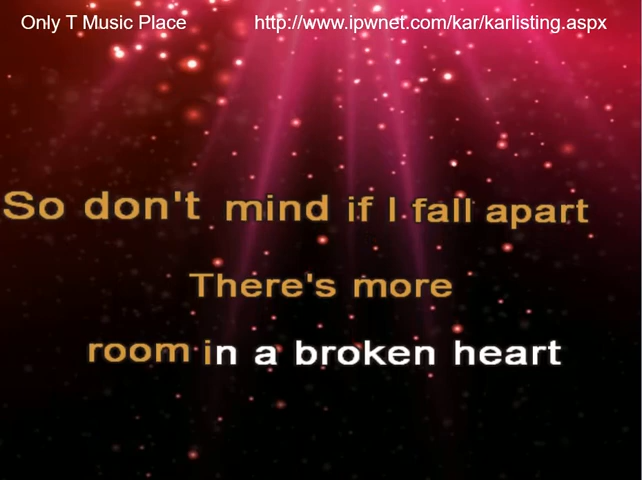 Only T Music Place http://www.ipwnet.com/kar/karlisting.aspx
So don't mind if I fall apart
There's more
room in a broken heart